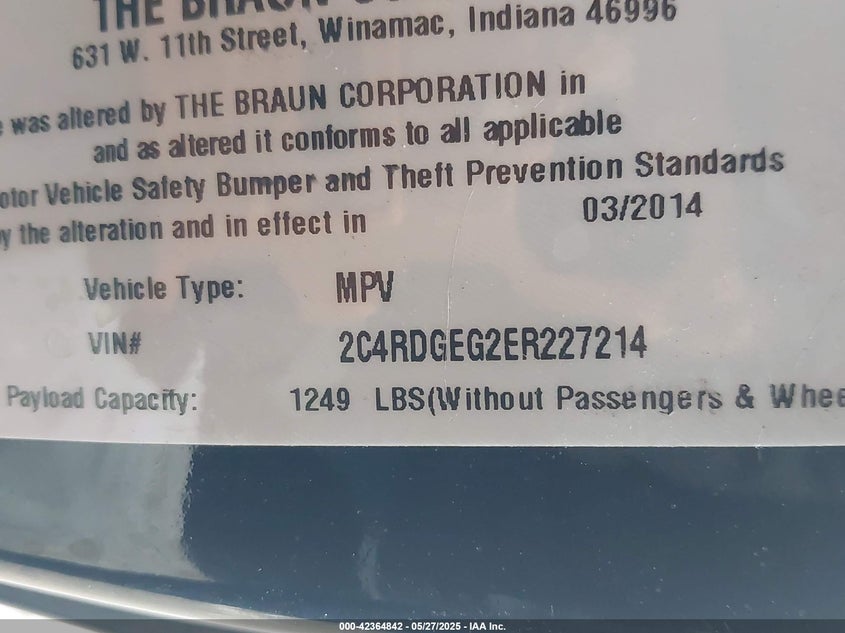 THE BRAUN
631 W. 11th Street, Winamac, Indiana 46996
was altered by THE BRAUN CORPORATION in
and as altered it conforms to all applicable
otor Vehicle Safety Bumper and Theft Prevention Standards
y the alteration and in effect in 03/2014
Vehicle Type: MPV
VIN# 2C4RDGEG2ER227214
Payload Capacity: 1249 LBS(Without Passengers & Whee
000-42364842 - 05/27/2025 - IAA Inc.